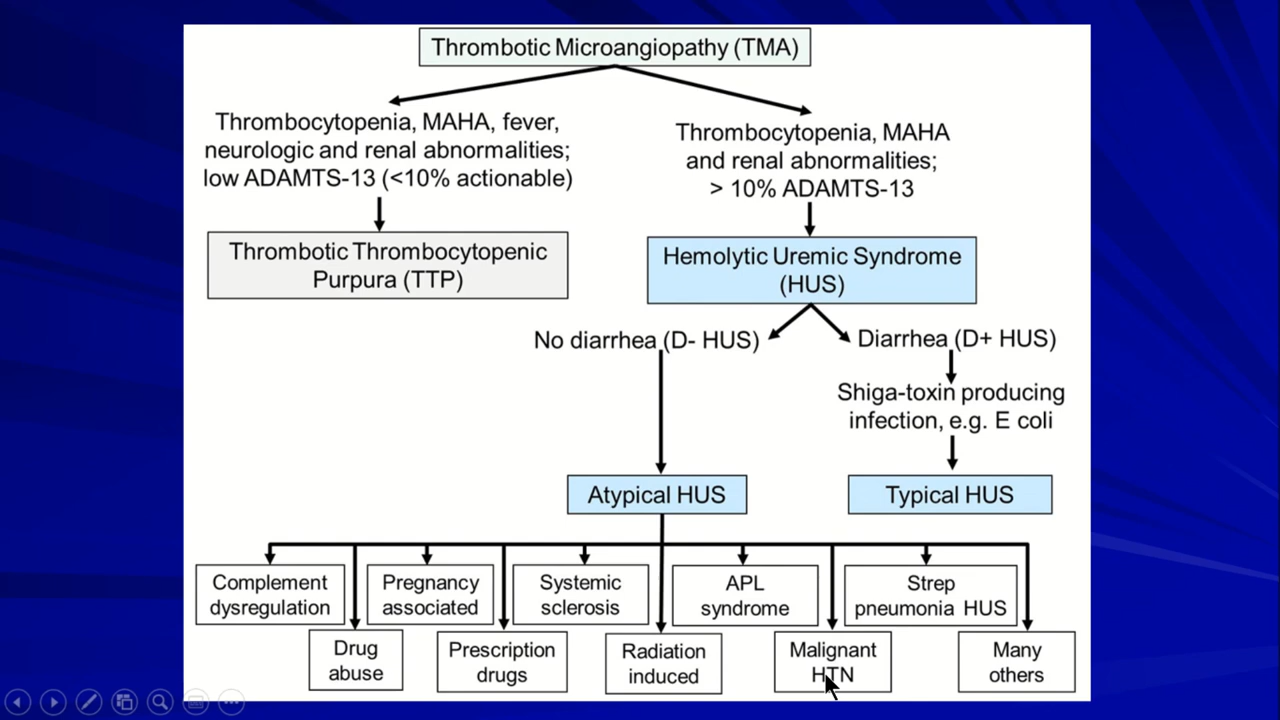 Thrombotic Microangiopathy (TMA)
Thrombocytopenia, MAHA, fever,
neurologic and renal abnormalities;
low ADAMTS-13 (<10% actionable)
Thrombocytopenia, MAHA
and renal abnormalities;
> 10% ADAMTS-13
Thrombotic Thrombocytopenic
Purpura (TTP)
Hemolytic Uremic Syndrome
(HUS)
No diarrhea (D- HUS)
Diarrhea (D+ HUS)
Shiga-toxin producing
infection, e.g. E coli
Atypical HUS
Typical HUS
Complement
dysregulation
Pregnancy
associated
Systemic
sclerosis
APL
syndrome
Strep
pneumonia HUS
Drug
abuse
Prescription
drugs
Radiation
induced
Malignant
HTN
Many
others